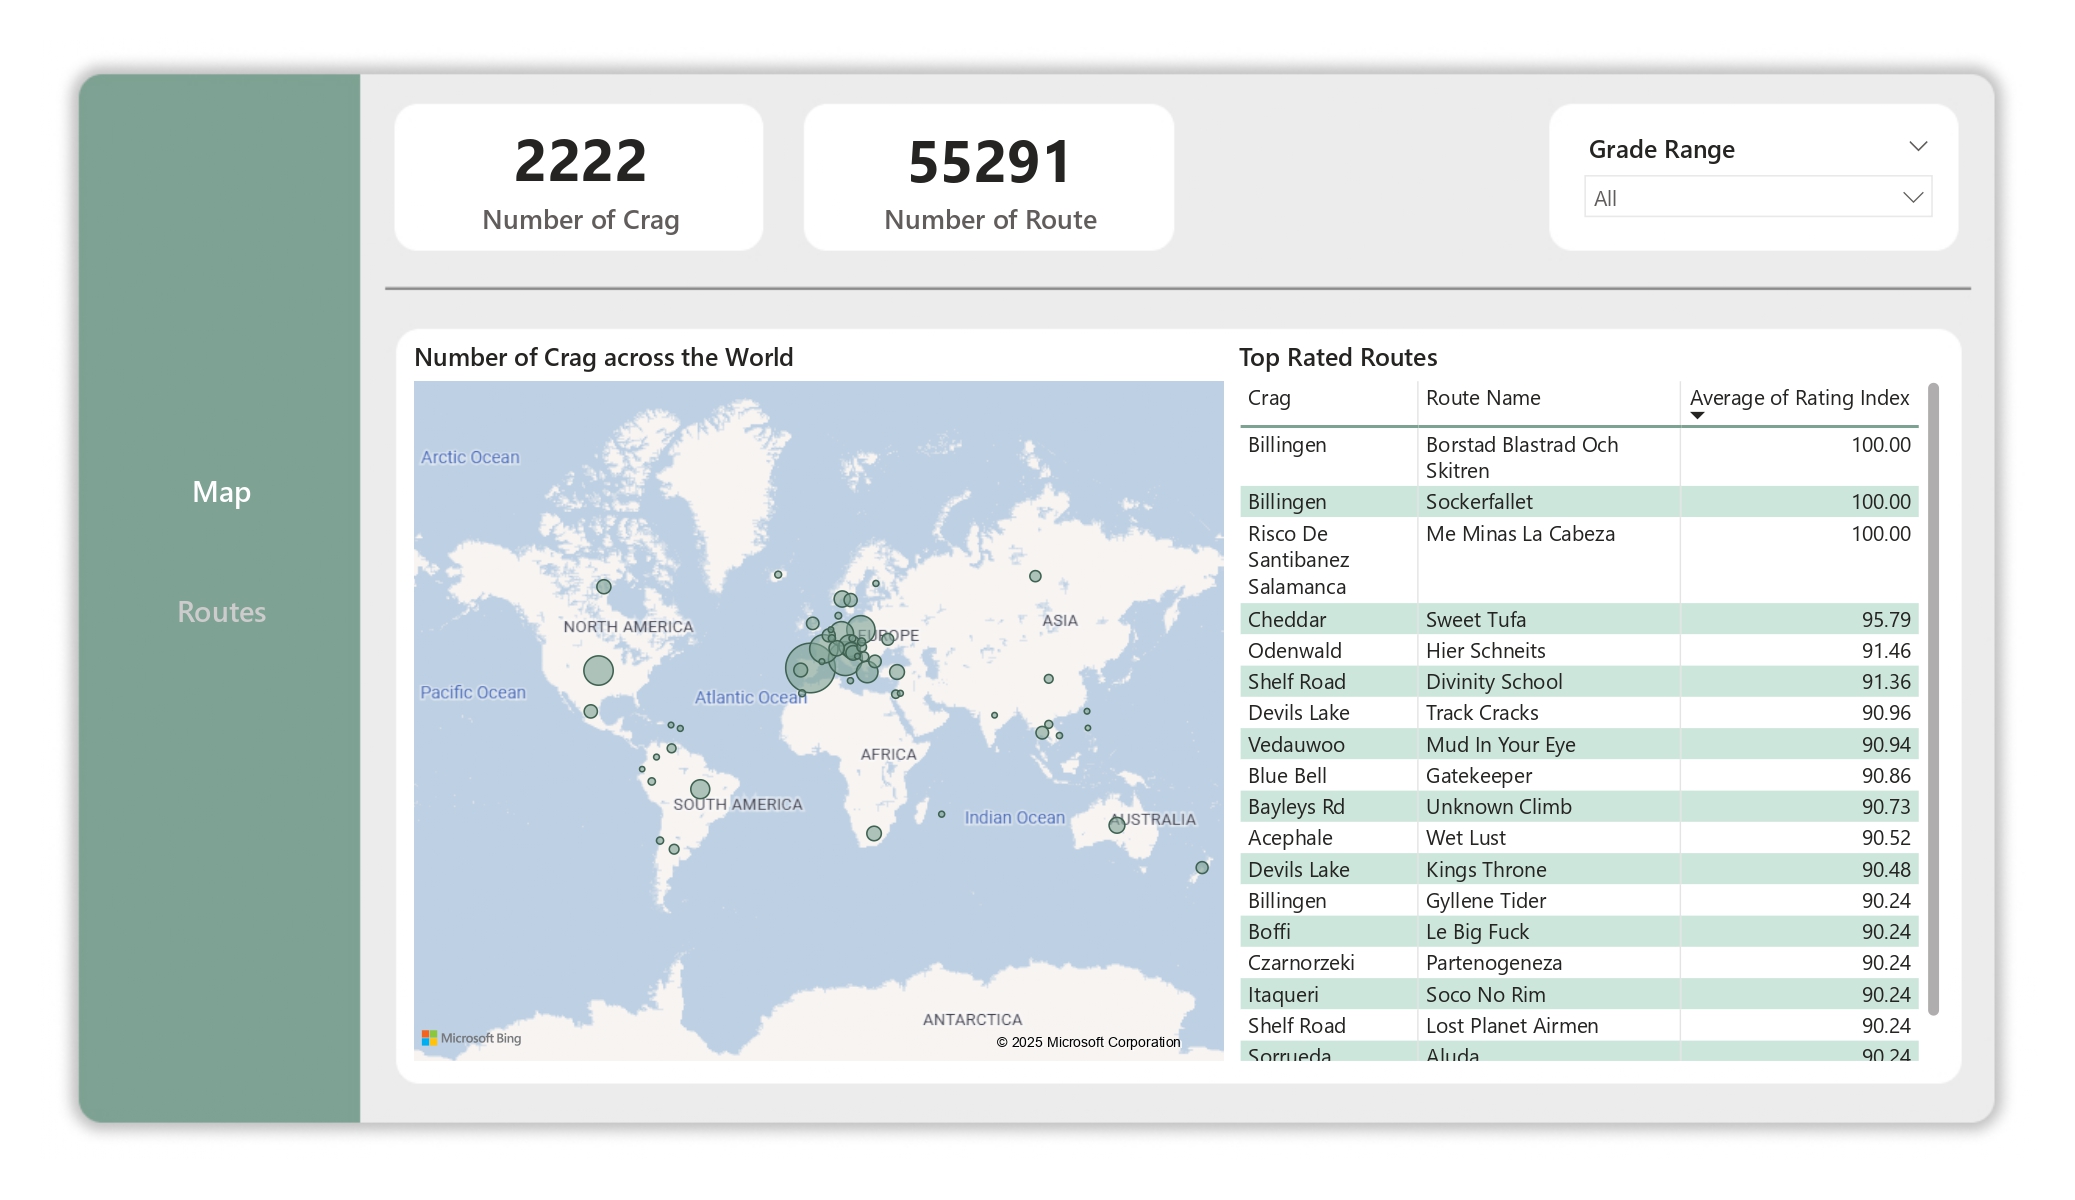 2222
Number of Crag
55291
Number of Route
Grade Range
All
Map
Routes
Number of Crag across the World
Arctic Ocean
NORTH AMERICA
EUROPE
ASIA
Pacific Ocean
Atlantic Ocean
AFRICA
SOUTH AMERICA
Indian Ocean
AUSTRALIA
ANTARCTICA
Microsoft Bing
© 2025 Microsoft Corporation
Top Rated Routes
Crag Route Name Average of Rating Index
Billingen Borstad Blastrad Och 100.00
Skitren
Billingen Sockerfallet 100.00
Risco De Me Minas La Cabeza 100.00
Santibanez
Salamanca
Cheddar Sweet Tufa 95.79
Odenwald Hier Schneits 91.46
Shelf Road Divinity School 91.36
Devils Lake Track Cracks 90.96
Vedauwoo Mud In Your Eye 90.94
Blue Bell Gatekeeper 90.86
Bayleys Rd Unknown Climb 90.73
Acephale Wet Lust 90.52
Devils Lake Kings Throne 90.48
Billingen Gyllene Tider 90.24
Boffi Le Big Fuck 90.24
Czarnorzeki Partenogeneza 90.24
Itaqueri Soco No Rim 90.24
Shelf Road Lost Planet Airmen 90.24
Sorrueda Aluda 90.24